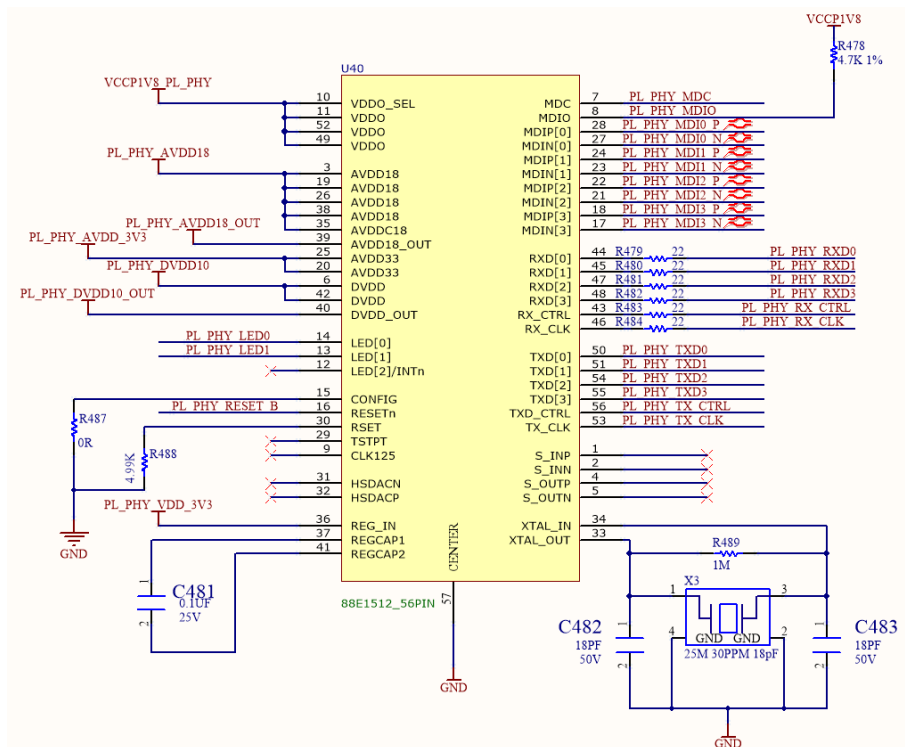 VCCP1V8
R478
4.7K 1%
U40
VCCP1V8_PL_PHY
10 VDDO_SEL
11 VDDO
52 VDDO
49 VDDO
PL_PHY_AVDD18
3 AVDD18
19 AVDD18
26 AVDD18
38 AVDD18
35 AVDDC18
PL_PHY_AVDD18_OUT
39 AVDD18_OUT
PL_PHY_AVDD_3V3
25 AVDD33
20 AVDD33
PL_PHY_DVDD10
6 DVDD
42 DVDD
PL_PHY_DVDD10_OUT
40 DVDD_OUT
PL_PHY_LED0 14 LED[0]
PL_PHY_LED1 13 LED[1]
12 LED[2]/INTn
15 CONFIG
PL_PHY_RESET_B 16 RESETn
30 RSET
29 TSTPT
9 CLK125
R487
0R
R488
4.99K
GND
31 HSDACN
32 HSDACP
PL_PHY_VDD_3V3
36 REG_IN
37 REGCAP1
41 REGCAP2
1
C481
0.1UF
25V
2
MDC 7 PL_PHY_MDC
MDIO 8 PL_PHY_MDIO
MDIP[0] 28 PL_PHY_MDI0_P
MDIN[0] 27 PL_PHY_MDI0_N
MDIP[1] 24 PL_PHY_MDI1_P
MDIN[1] 23 PL_PHY_MDI1_N
MDIP[2] 22 PL_PHY_MDI2_P
MDIN[2] 21 PL_PHY_MDI2_N
MDIP[3] 18 PL_PHY_MDI3_P
MDIN[3] 17 PL_PHY_MDI3_N
RXD[0] 44 R479 22 PL_PHY_RXD0
RXD[1] 45 R480 22 PL_PHY_RXD1
RXD[2] 47 R481 22 PL_PHY_RXD2
RXD[3] 48 R482 22 PL_PHY_RXD3
RX_CTRL 43 R483 22 PL_PHY_RX_CTRL
RX_CLK 46 R484 22 PL_PHY_RX_CLK
TXD[0] 50 PL_PHY_TXD0
TXD[1] 51 PL_PHY_TXD1
TXD[2] 54 PL_PHY_TXD2
TXD[3] 55 PL_PHY_TXD3
TXD_CTRL 56 PL_PHY_TX_CTRL
TX_CLK 53 PL_PHY_TX_CLK
S_INP 1
S_INN 2
S_OUTP 4
S_OUTN 5
XTAL_IN 34
XTAL_OUT 33
CENTER
57
88E1512_56PIN
GND
R489
1M
X3
1 3
4 2
GND GND
25M 30PPM 18pF
1
C482
18PF
50V
2
1
C483
18PF
50V
2
GND